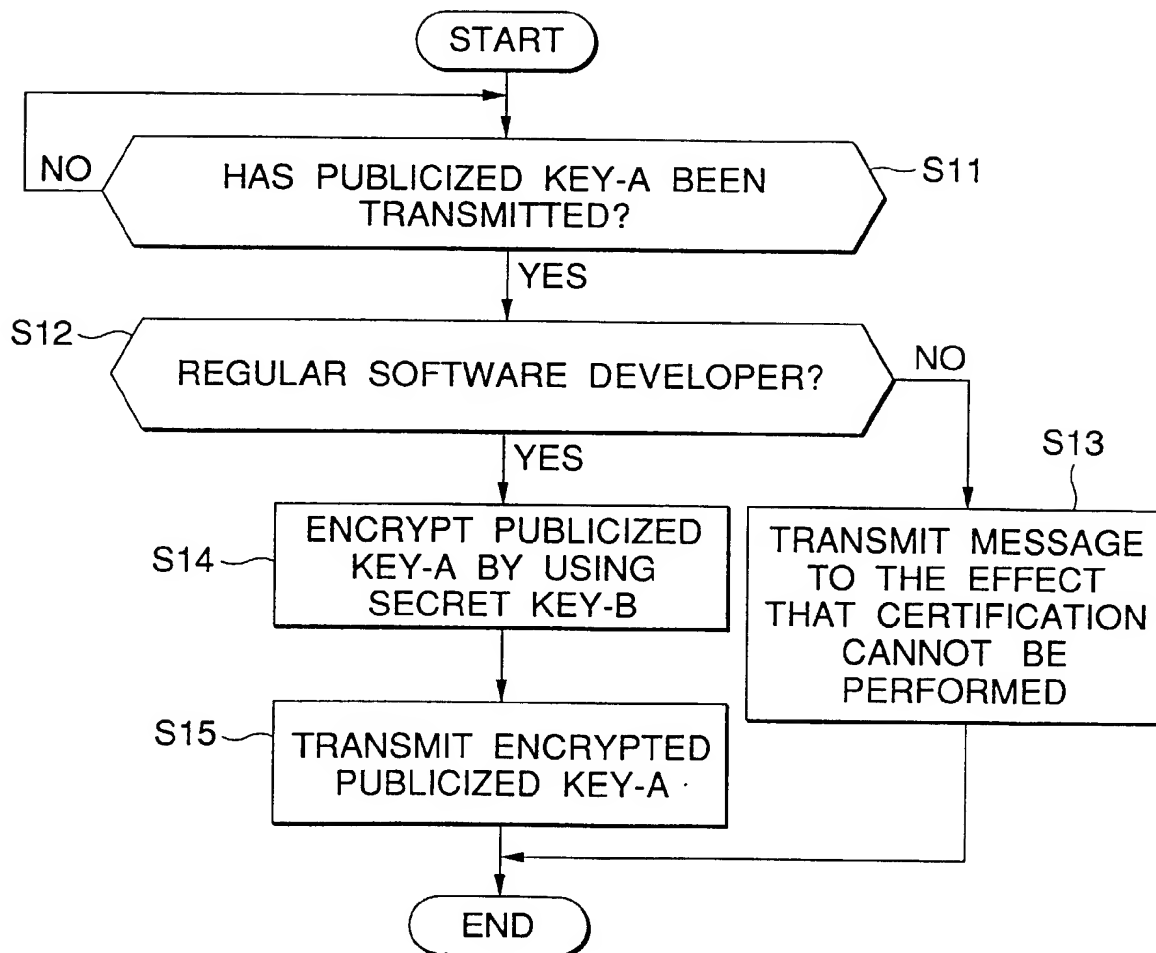 START
NO
HAS PUBLICIZED KEY-A BEEN
TRANSMITTED?
S11
YES
S12
REGULAR SOFTWARE DEVELOPER?
NO
YES
S13
S14
ENCRYPT PUBLICIZED
KEY-A BY USING
SECRET KEY-B
TRANSMIT MESSAGE
TO THE EFFECT
THAT CERTIFICATION
CANNOT BE
PERFORMED
S15
TRANSMIT ENCRYPTED
PUBLICIZED KEY-A
END